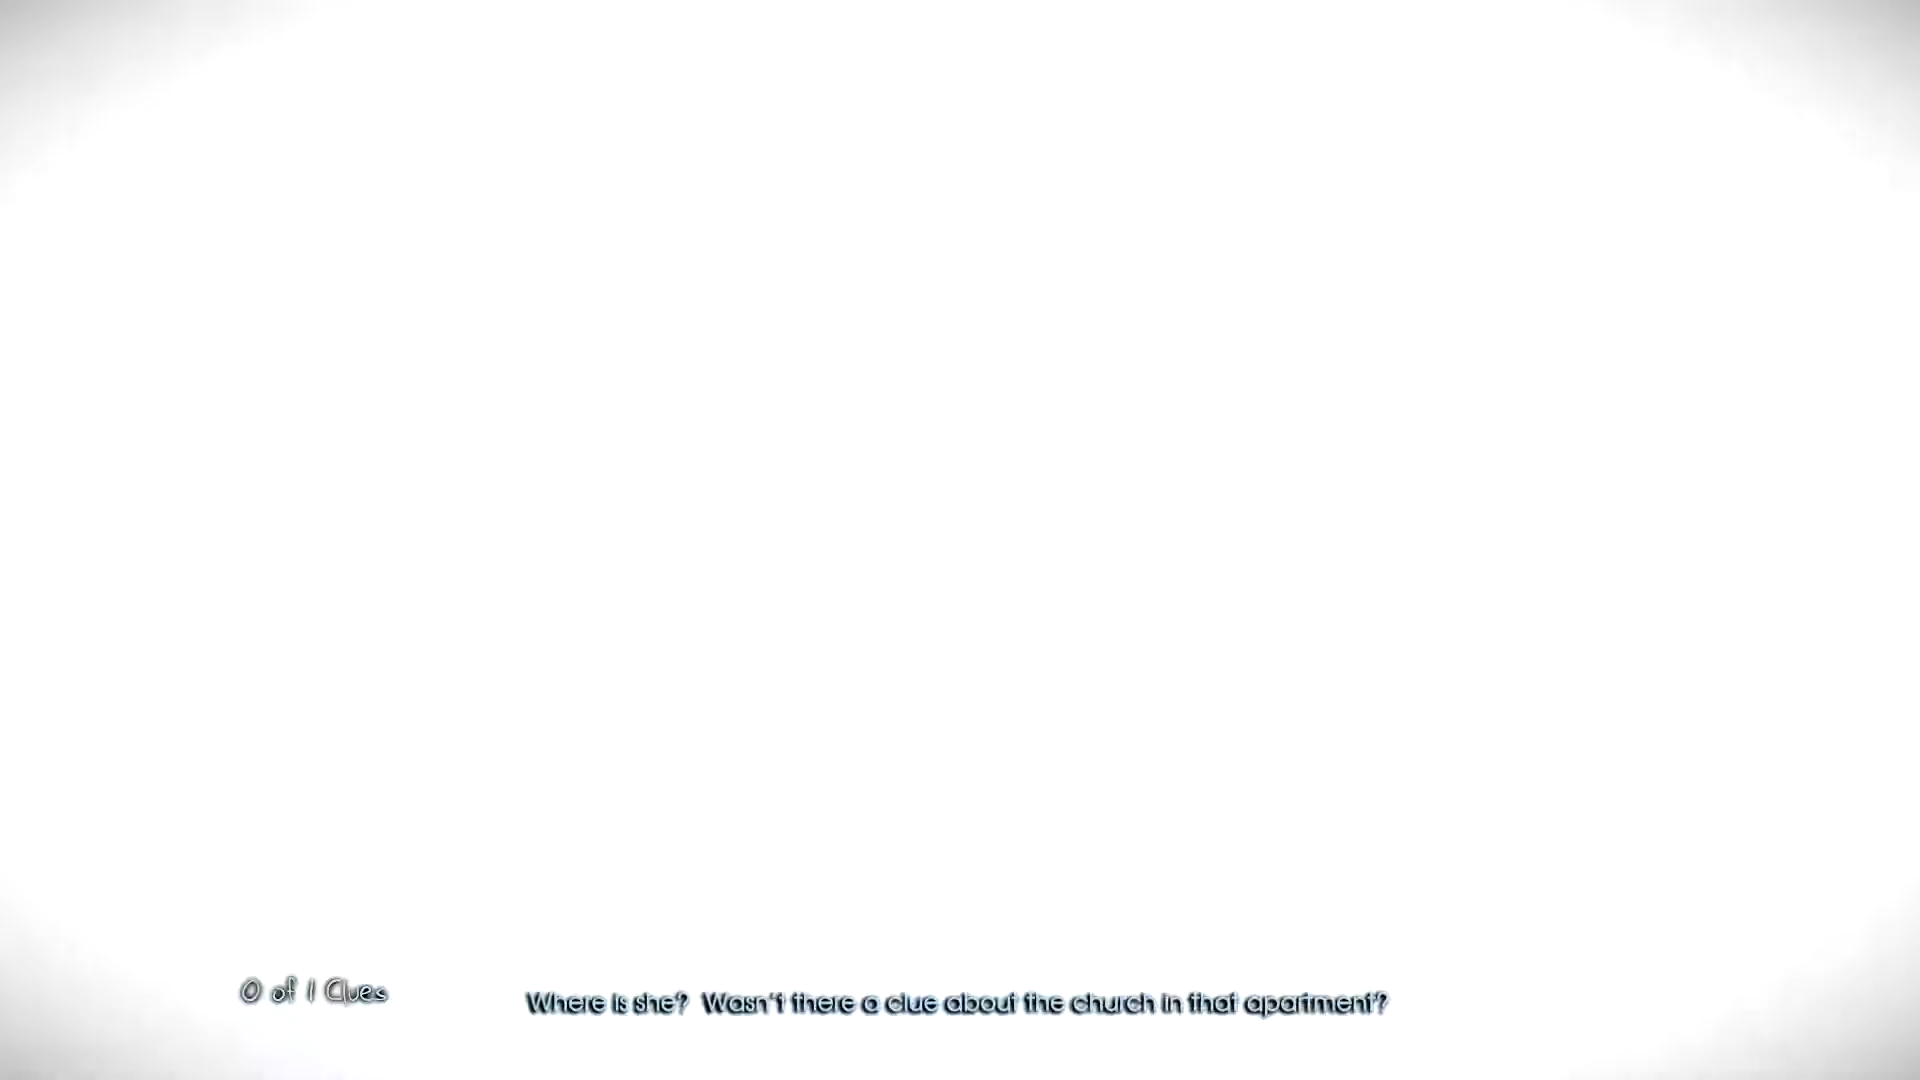 0 of 1 Clues
Where is she? Wasn't there a clue about the church in that apartment?